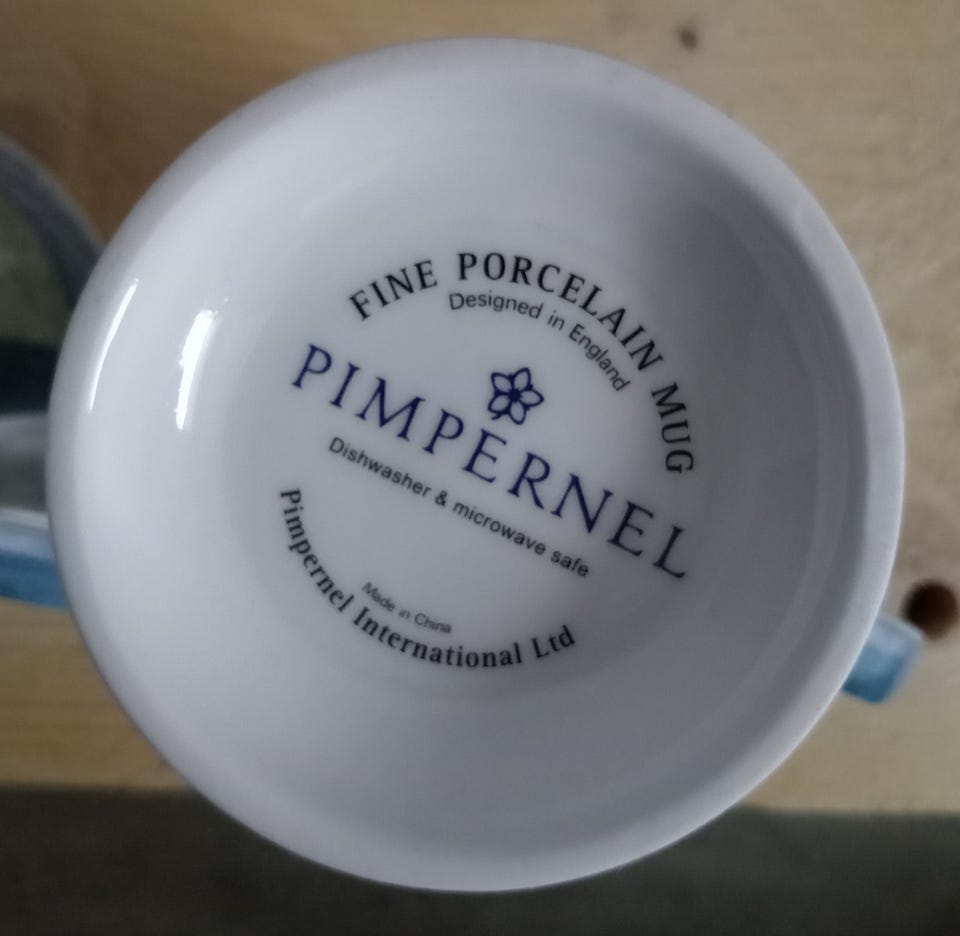 FINE PORCELAIN MUG
Designed in England
PIMPERNEL
Dishwasher & microwave safe
Made in China
Pimpernel International Ltd